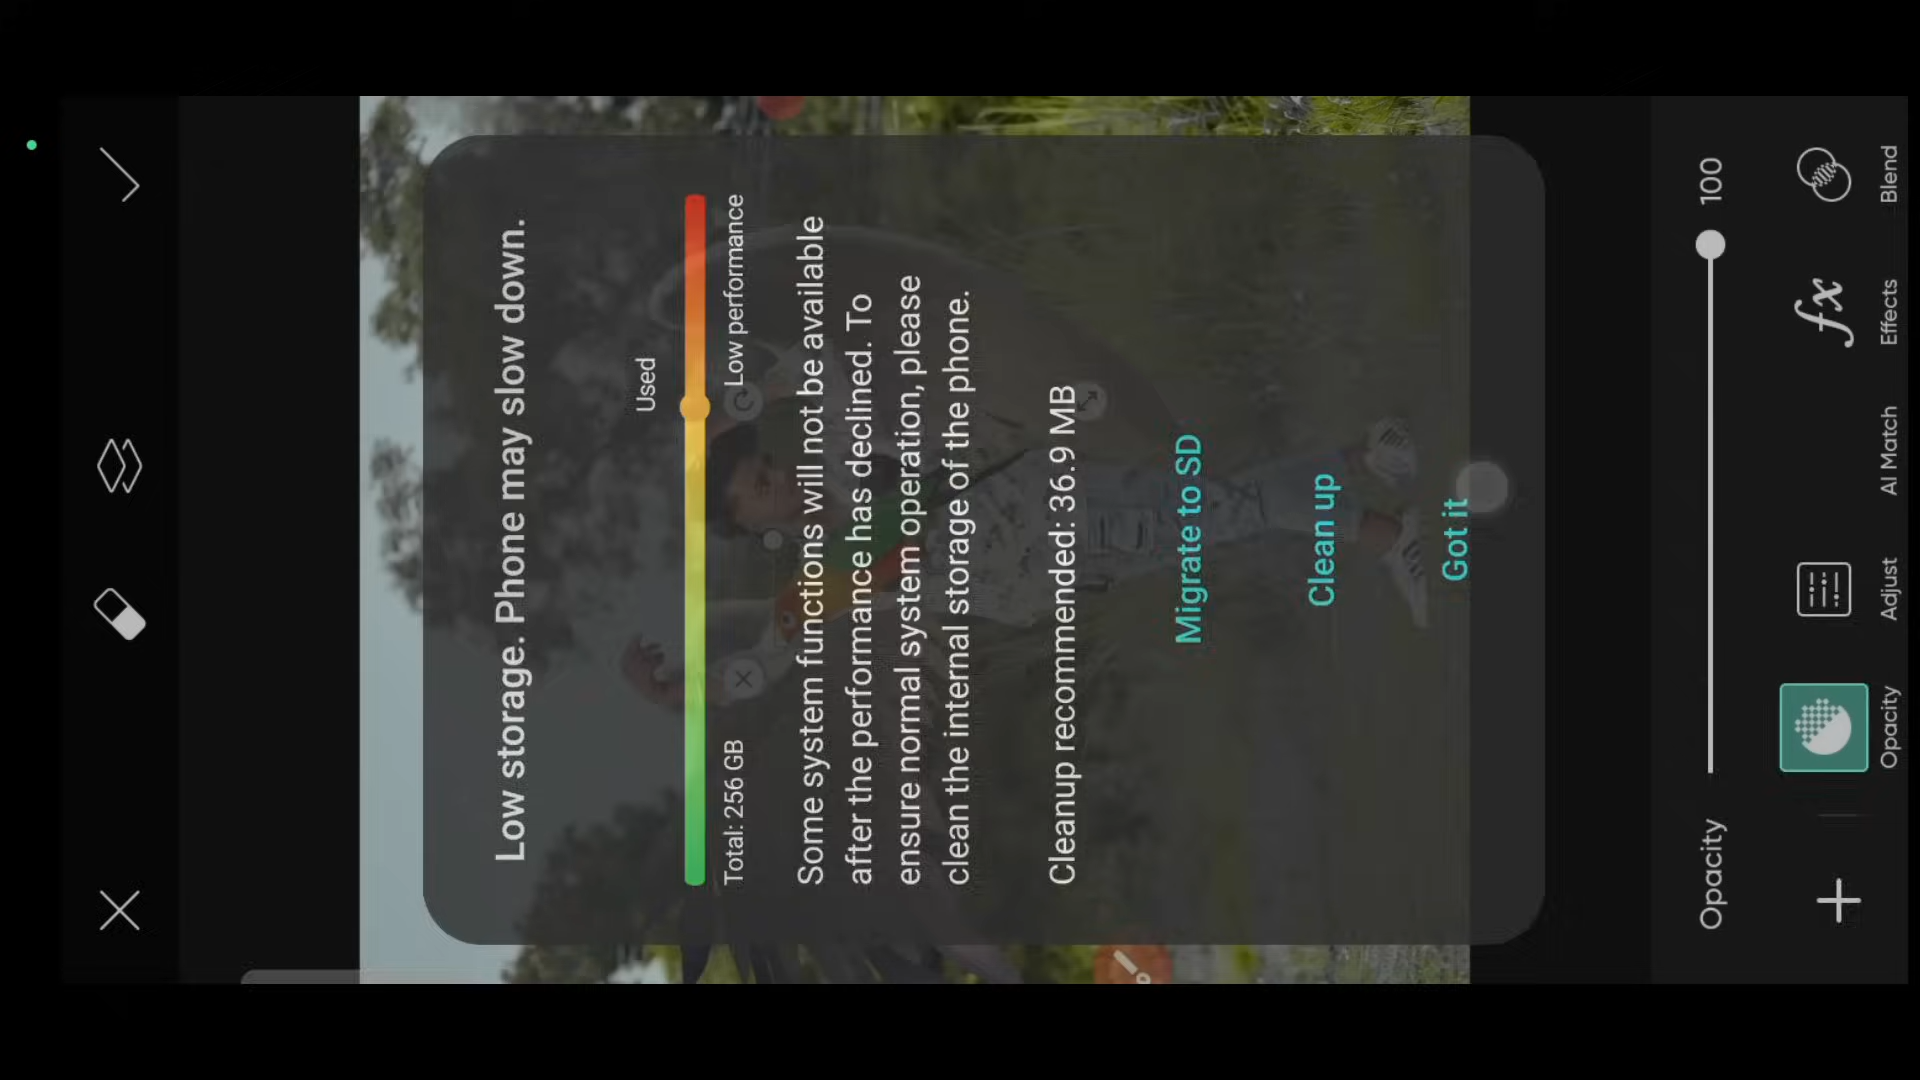 Low storage. Phone may slow down.
Used
Total: 256 GB
Low performance
Some system functions will not be available
after the performance has declined. To
ensure normal system operation, please
clean the internal storage of the phone.
Cleanup recommended: 36.9 MB
Migrate to SD
Clean up
Got it
Opacity
100
Opacity
Adjust
AI Match
Effects
Blend